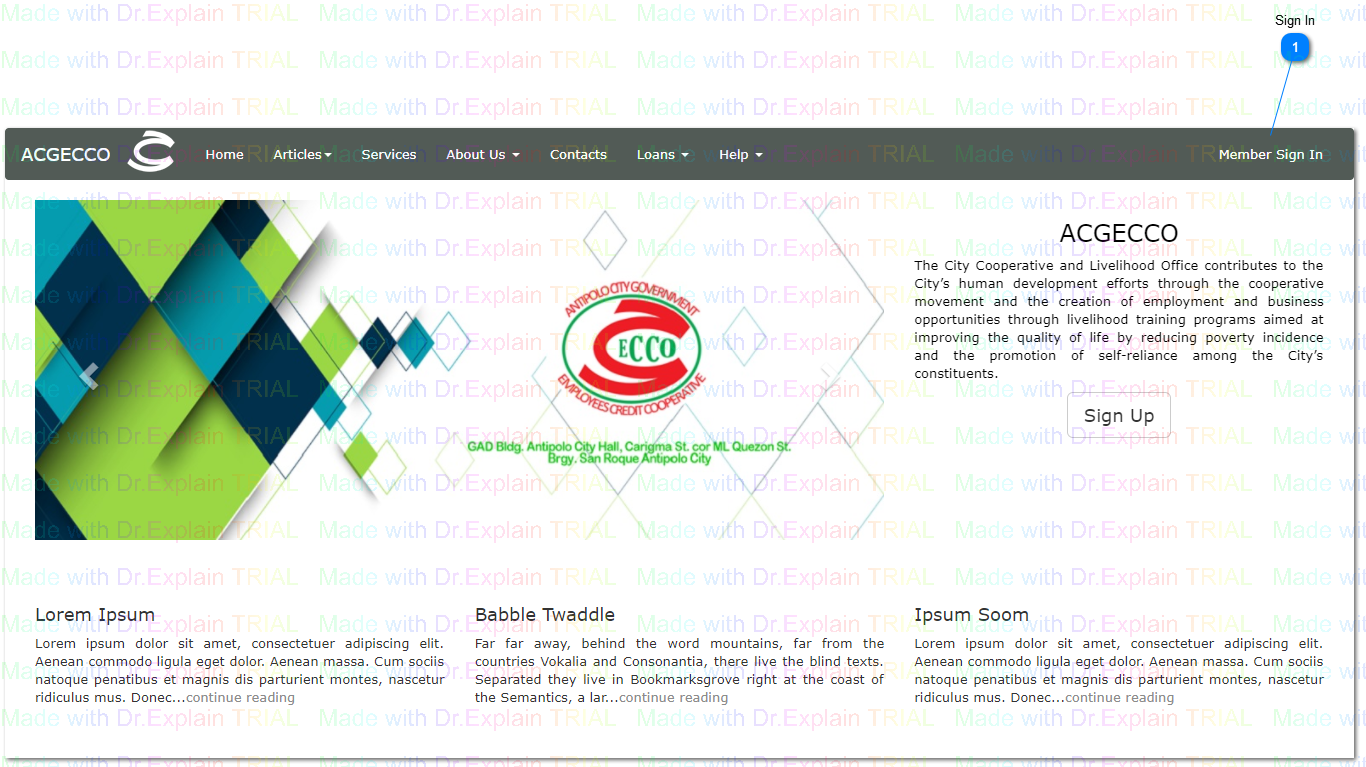 Made with Dr.Explain TRIAL
Sign In
1
ACGECCO Home Articles Services About Us Contacts Loans Help Member Sign In
ANTIPOLO CITY GOVERNMENT
ECCO
EMPLOYEES CREDIT COOPERATIVE
GAD Bldg. Antipolo City Hall, Carigma St. cor ML Quezon St.
Brgy. San Roque Antipolo City
ACGECCO
The City Cooperative and Livelihood Office contributes to the
City’s human development efforts through the cooperative
movement and the creation of employment and business
opportunities through livelihood training programs aimed at
improving the quality of life by reducing poverty incidence
and the promotion of self-reliance among the City’s
constituents.
Sign Up
Lorem Ipsum
Lorem ipsum dolor sit amet, consectetuer adipiscing elit.
Aenean commodo ligula eget dolor. Aenean massa. Cum sociis
natoque penatibus et magnis dis parturient montes, nascetur
ridiculus mus. Donec...continue reading
Babble Twaddle
Far far away, behind the word mountains, far from the
countries Vokalia and Consonantia, there live the blind texts.
Separated they live in Bookmarksgrove right at the coast of
the Semantics, a lar...continue reading
Ipsum Soom
Lorem ipsum dolor sit amet, consectetuer adipiscing elit.
Aenean commodo ligula eget dolor. Aenean massa. Cum sociis
natoque penatibus et magnis dis parturient montes, nascetur
ridiculus mus. Donec...continue reading